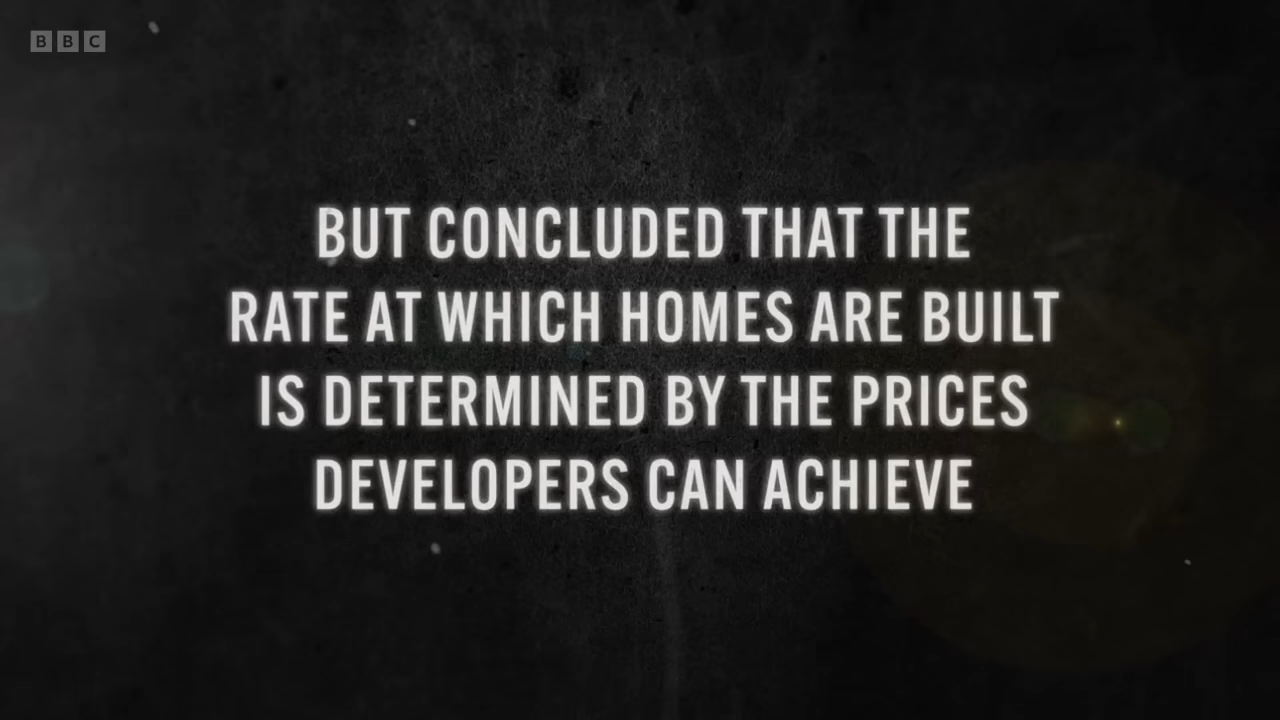 BBC
BUT CONCLUDED THAT THE
RATE AT WHICH HOMES ARE BUILT
IS DETERMINED BY THE PRICES
DEVELOPERS CAN ACHIEVE